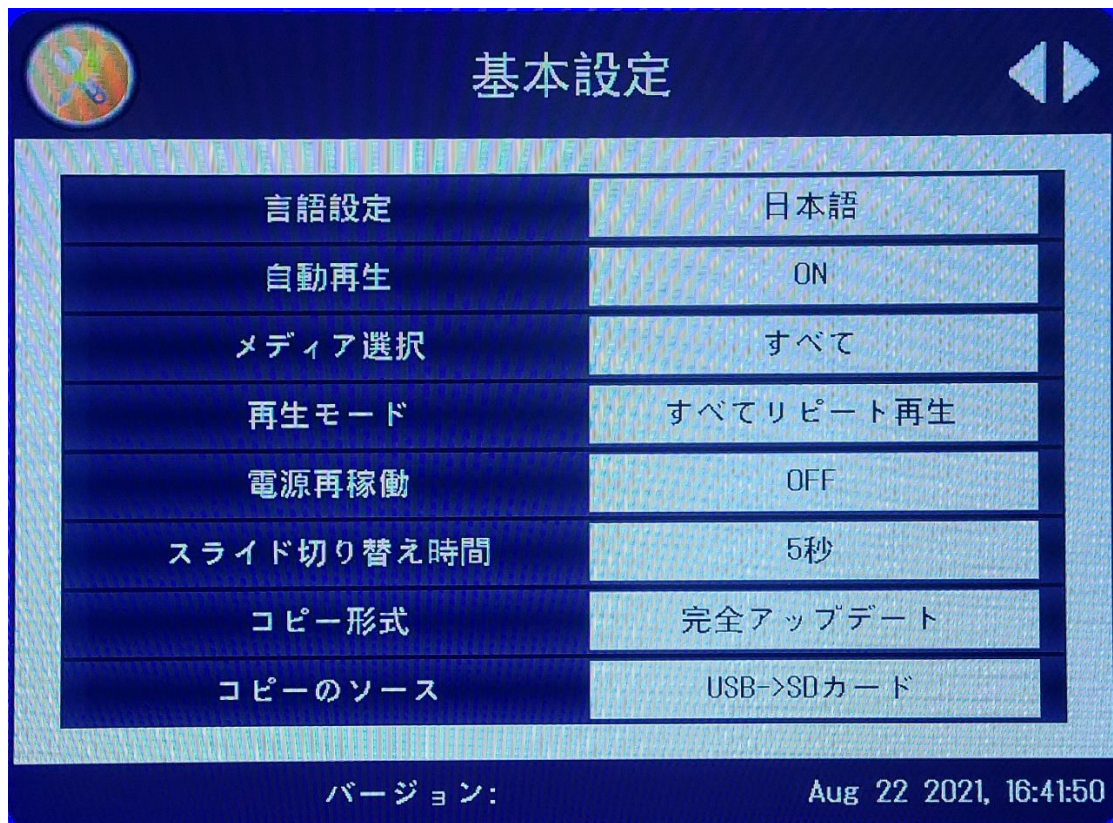 基本設定
言語設定 日本語
自動再生 ON
メディア選択 すべて
再生モード すべてリピート再生
電源再稼働 OFF
スライド切り替え時間 5秒
コピー形式 完全アップデート
コピーのソース USB->SDカード
バージョン: Aug 22 2021, 16:41:50